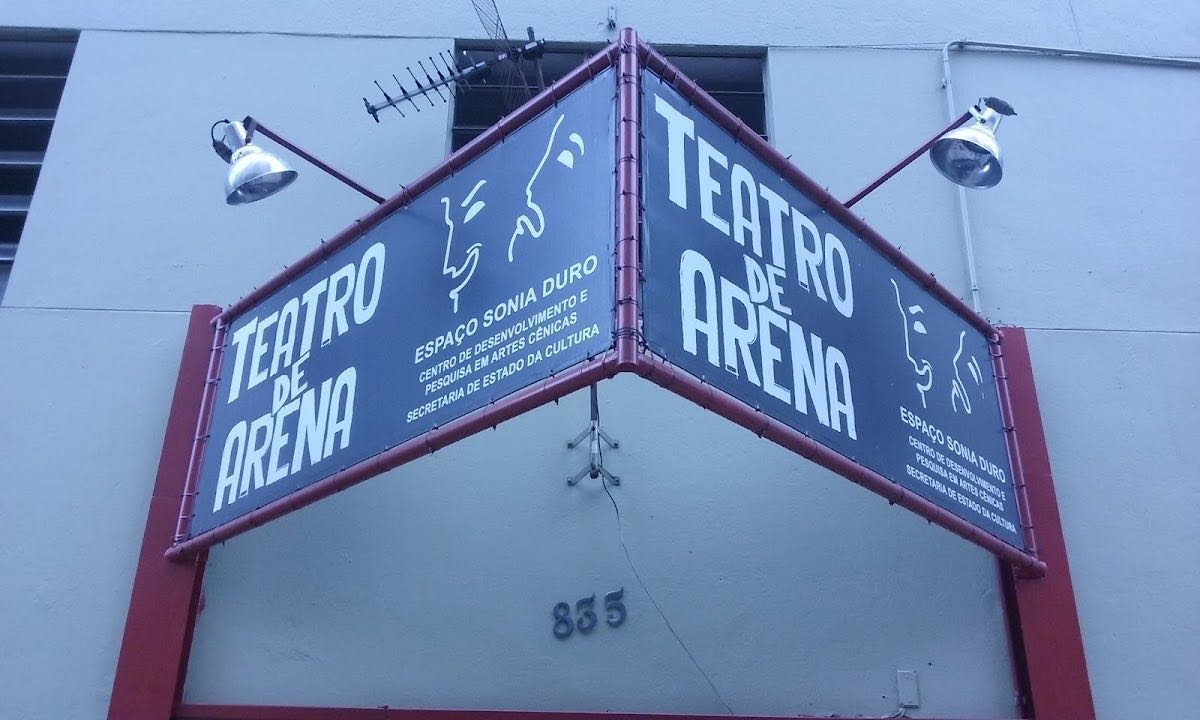 TEATRO
DE
ARENA
ESPAÇO SONIA DURO
CENTRO DE DESENVOLVIMENTO E
PESQUISA EM ARTES CÊNICAS
SECRETARIA DE ESTADO DA CULTURA
TEATRO
DE
ARENA
ESPAÇO SONIA DURO
CENTRO DE DESENVOLVIMENTO E
PESQUISA EM ARTES CÊNICAS
SECRETARIA DE ESTADO DA CULTURA
835